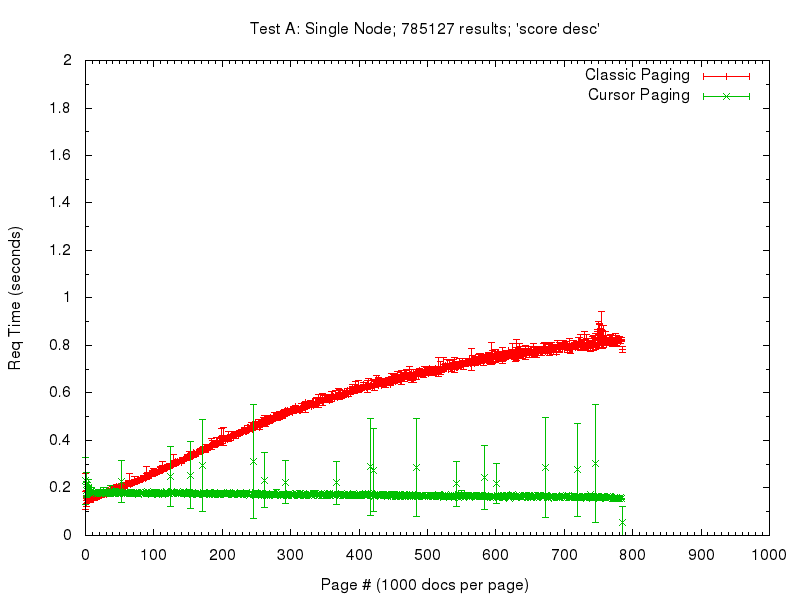 Test A: Single Node; 785127 results; 'score desc'
Classic Paging
Cursor Paging
2
1.8
1.6
1.4
1.2
1
0.8
0.6
0.4
0.2
0
Req Time (seconds)
0 100 200 300 400 500 600 700 800 900 1000
Page # (1000 docs per page)